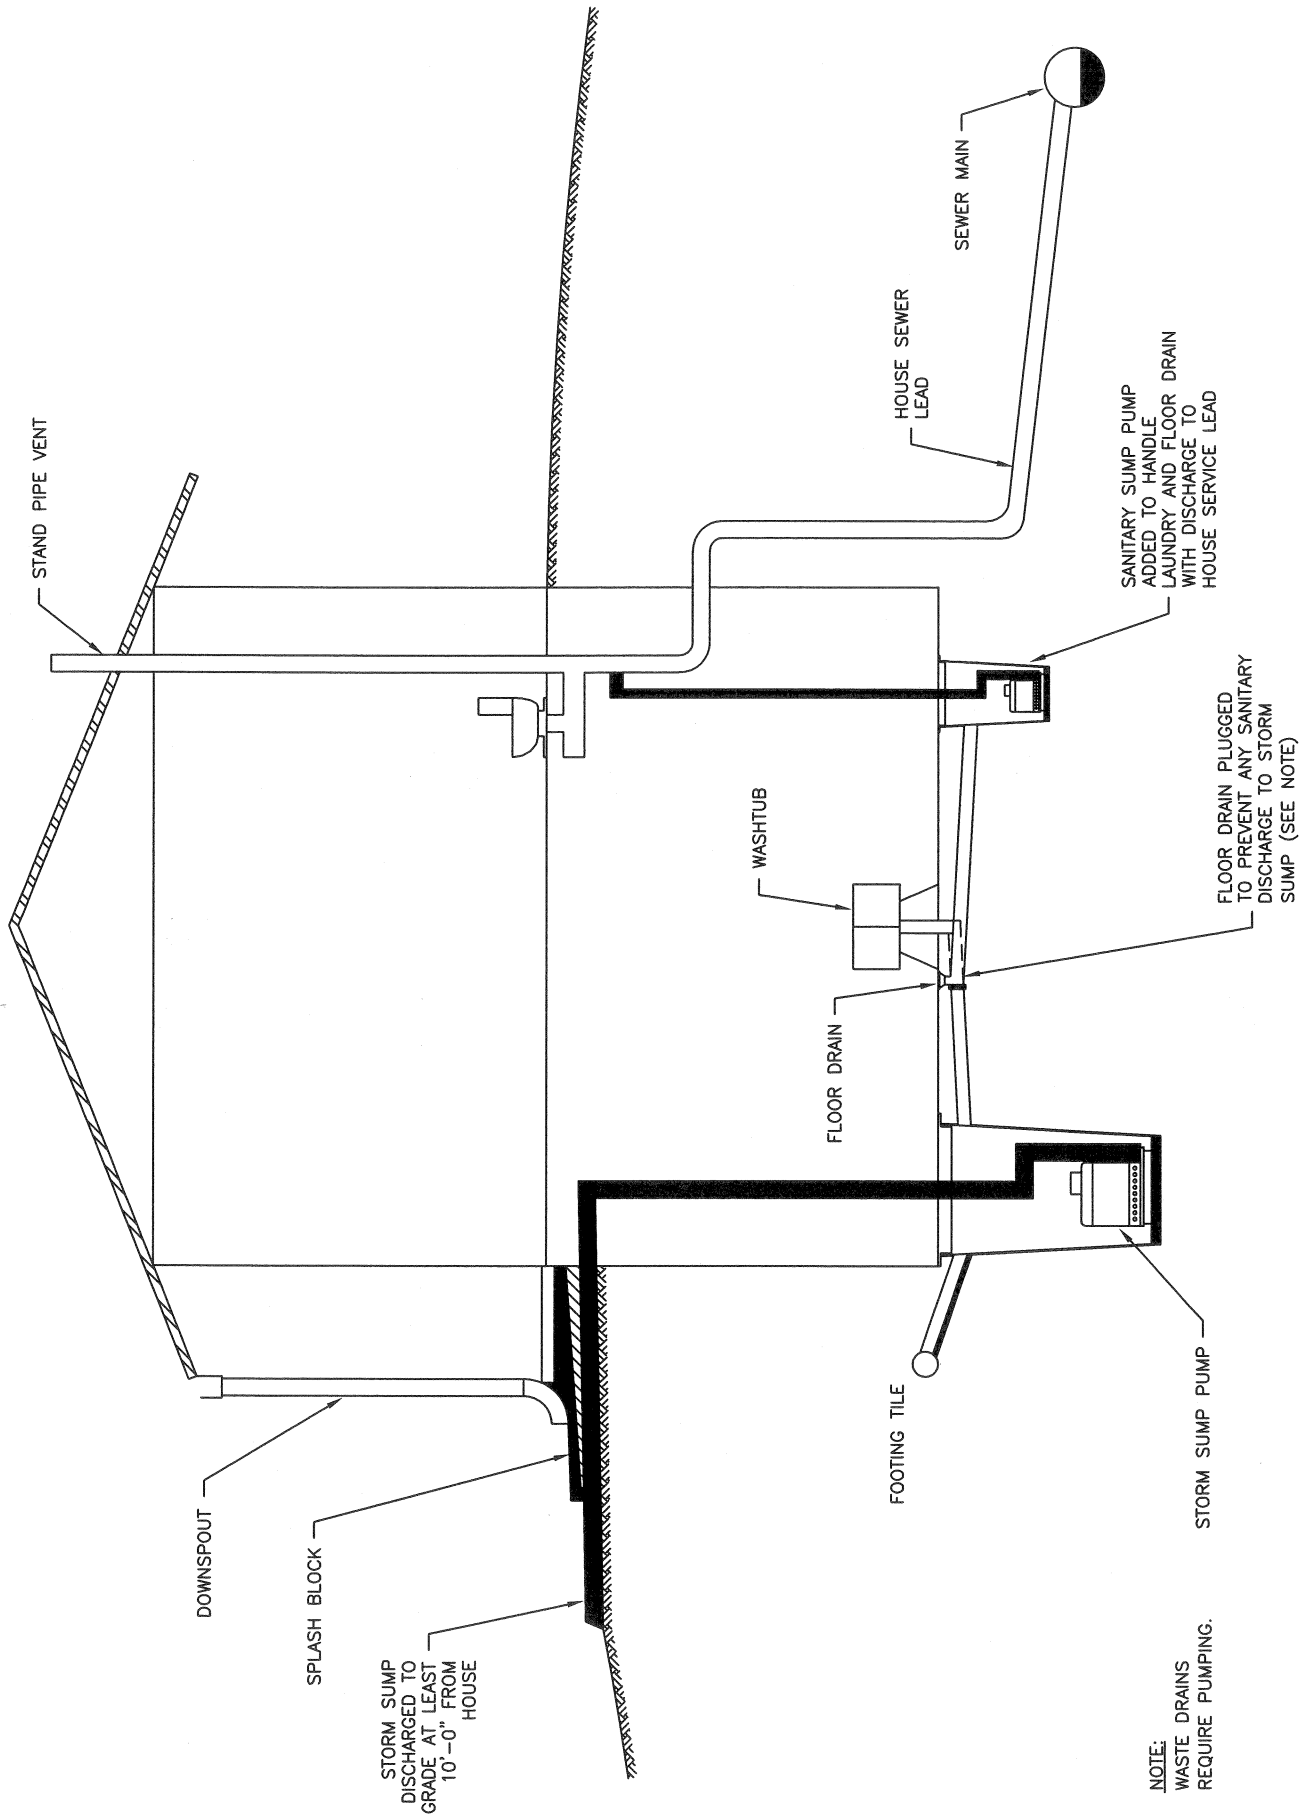 STAND PIPE VENT
DOWNSPOUT
SPLASH BLOCK
STORM SUMP
DISCHARGED TO
GRADE AT LEAST
10'-0" FROM
HOUSE
WASHTUB
FLOOR DRAIN
FOOTING TILE
HOUSE SEWER
LEAD
SEWER MAIN
SANITARY SUMP PUMP
ADDED TO HANDLE
LAUNDRY AND FLOOR DRAIN
WITH DISCHARGE TO
HOUSE SERVICE LEAD
FLOOR DRAIN PLUGGED
TO PREVENT ANY SANITARY
DISCHARGE TO STORM
SUMP (SEE NOTE)
STORM SUMP PUMP
NOTE:
WASTE DRAINS
REQUIRE PUMPING.